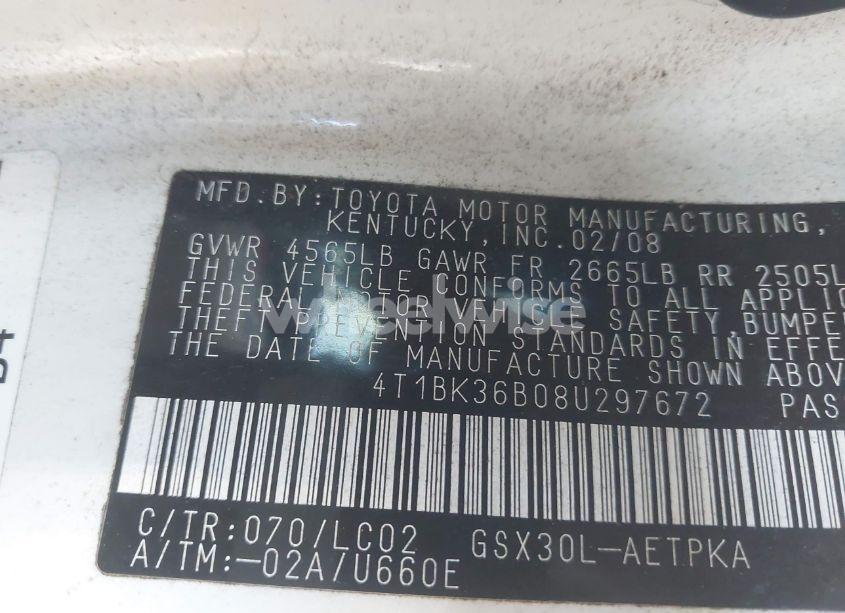 MFD. BY: TOYOTA MOTOR MANUFACTURING,
KENTUCKY, INC. 02/08
GVWR 4565LB GAWR FR 2665LB RR 2505L
THIS VEHICLE CONFORMS TO ALL APPLIC
FEDERAL MOTOR VEHICLE SAFETY, BUMPER
THEFT PREVENTION STANDARDS IN EFFE
THE DATE OF MANUFACTURE SHOWN ABOV
4T1BK36B08U297672 PAS
C/TR:070/LC02 GSX30L-AETPKA
A/TM:-02A/U660E
wheelwise